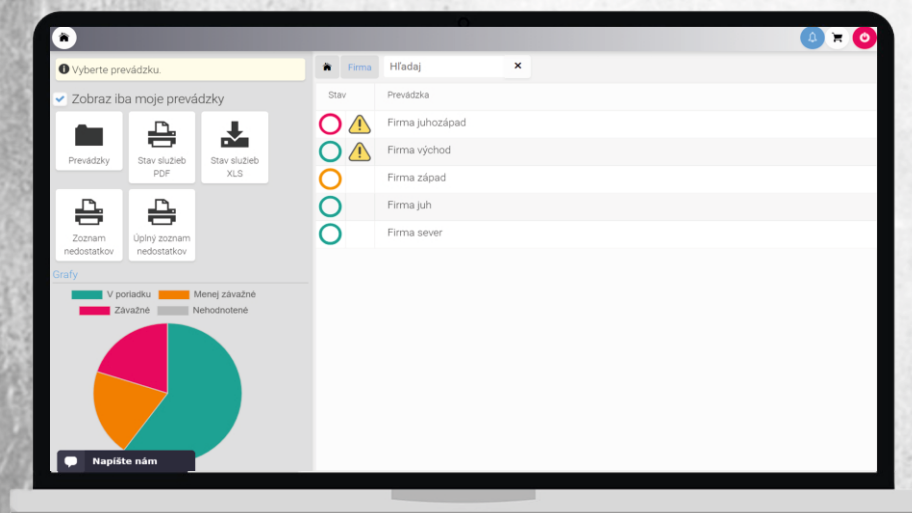 Vyberte prevádzku.
Zobraz iba moje prevádzky
Prevádzky
Stav služieb
PDF
Stav služieb
XLS
Zoznam
nedostatkov
Úplný zoznam
nedostatkov
Grafy
V poriadku
Menej závažné
Závažné
Nehodnotené
Napíšte nám
Firma
Hľadaj
Stav
Prevádzka
Firma juhozápad
Firma východ
Firma západ
Firma juh
Firma sever